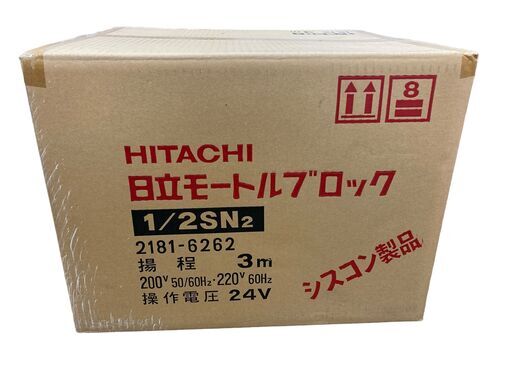 8
HITACHI
日立モートルブロック
1/2SN2
2181-6262
揚程 3m
200V 50/60Hz・220V 60Hz
操作電圧 24V
シスコン製品